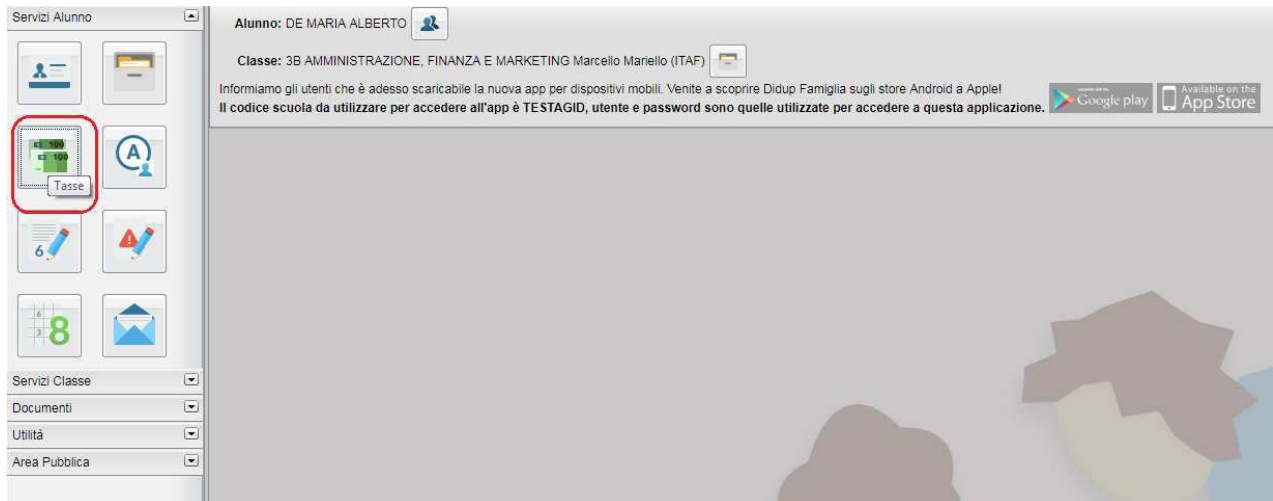 Servizi Alunno
Alunno: DE MARIA ALBERTO
Classe: 3B AMMINISTRAZIONE, FINANZA E MARKETING Marcello Mariello (ITAF)
Informiamo gli utenti che è adesso scaricabile la nuova app per dispositivi mobili. Venite a scoprire Didup Famiglia sugli store Android a Apple!
Il codice scuola da utilizzare per accedere all'app è TESTAGID, utente e password sono quelle utilizzate per accedere a questa applicazione.
Google play
Available on the
App Store
100
100
A
Tasse
6
6
3
8
Servizi Classe
Documenti
Utilità
Area Pubblica